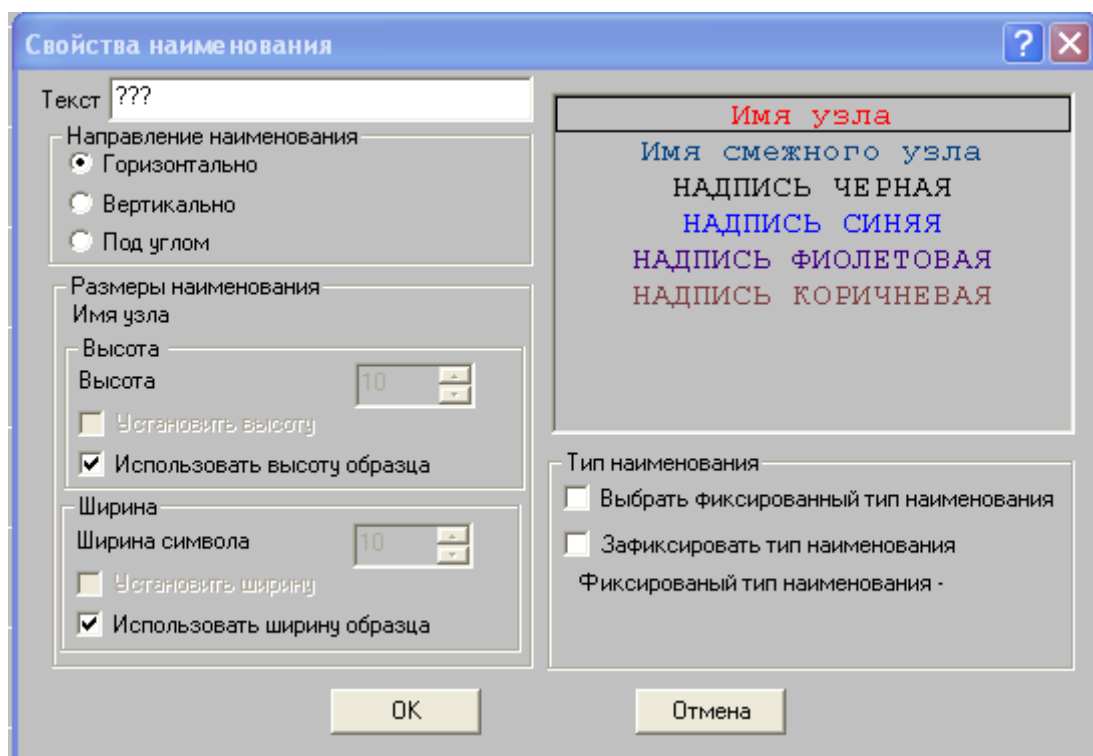 Свойства наименования
Текст ???
Направление наименования
Горизонтально
Вертикально
Под углом
Размеры наименования
Имя узла
Высота
Высота 10
Установить высоту
Использовать высоту образца
Ширина
Ширина символа 10
Установить ширину
Использовать ширину образца
Имя узла
Имя смежного узла
НАДПИСЬ ЧЕРНАЯ
НАДПИСЬ СИНЯЯ
НАДПИСЬ ФИОЛЕТОВАЯ
НАДПИСЬ КОРИЧНЕВАЯ
Тип наименования
Выбрать фиксированный тип наименования
Зафиксировать тип наименования
Фиксированый тип наименования -
OK Отмена